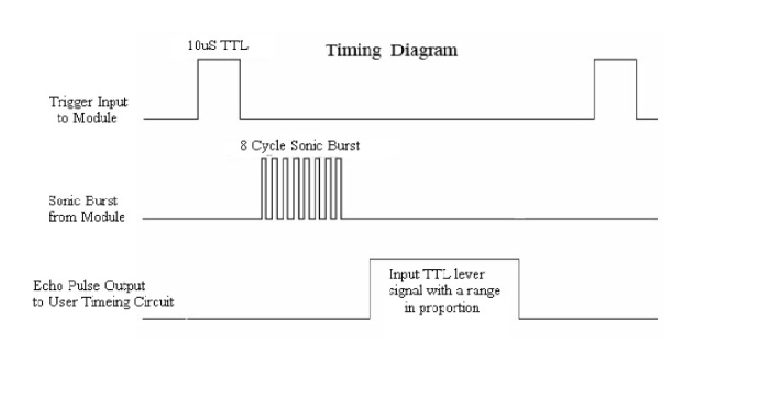 10uS TTL
Timing Diagram
Trigger Input
to Module
8 Cycle Sonic Burst
Sonic Burst
from Module
Echo Pulse Output
to User Timeing Circuit
Input TTL lever
signal with a range
in proportion